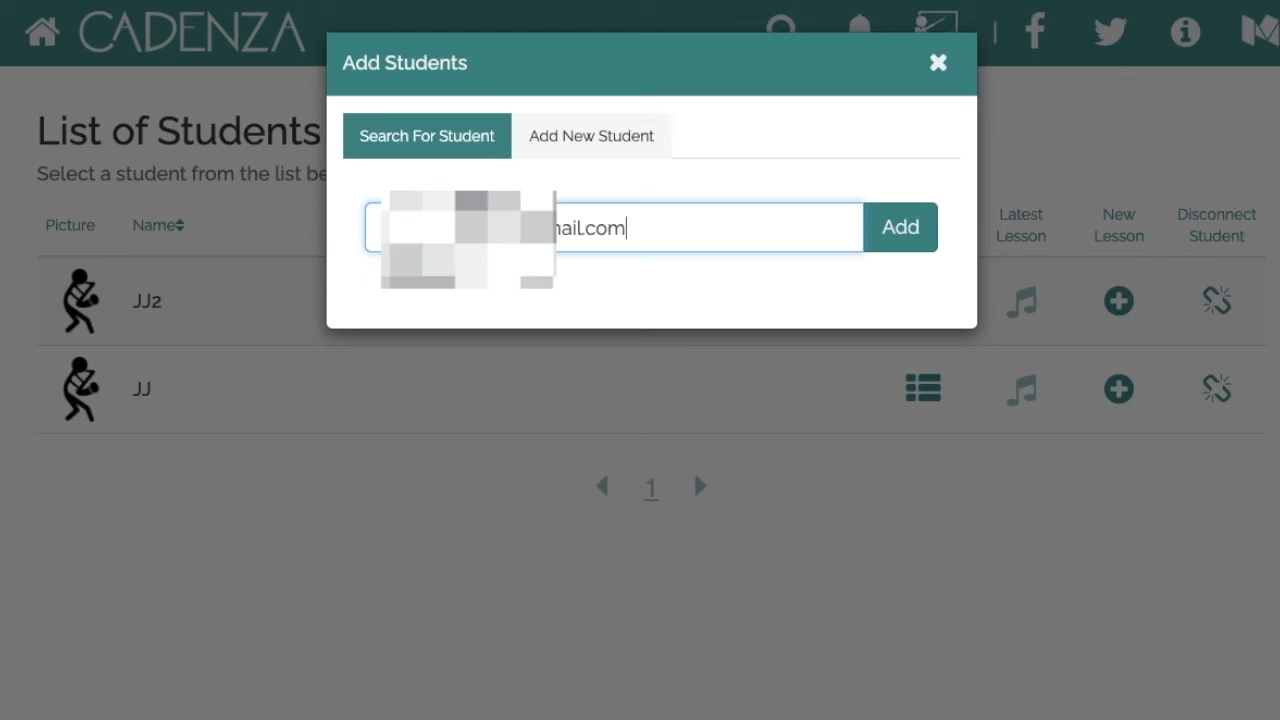 CADENZA
Add Students
Search For Student
Add New Student
List of Students
Select a student from the list
Picture
Name
Latest Lesson
New Lesson
Disconnect Student
ail.com
Add
JJ2
JJ
1